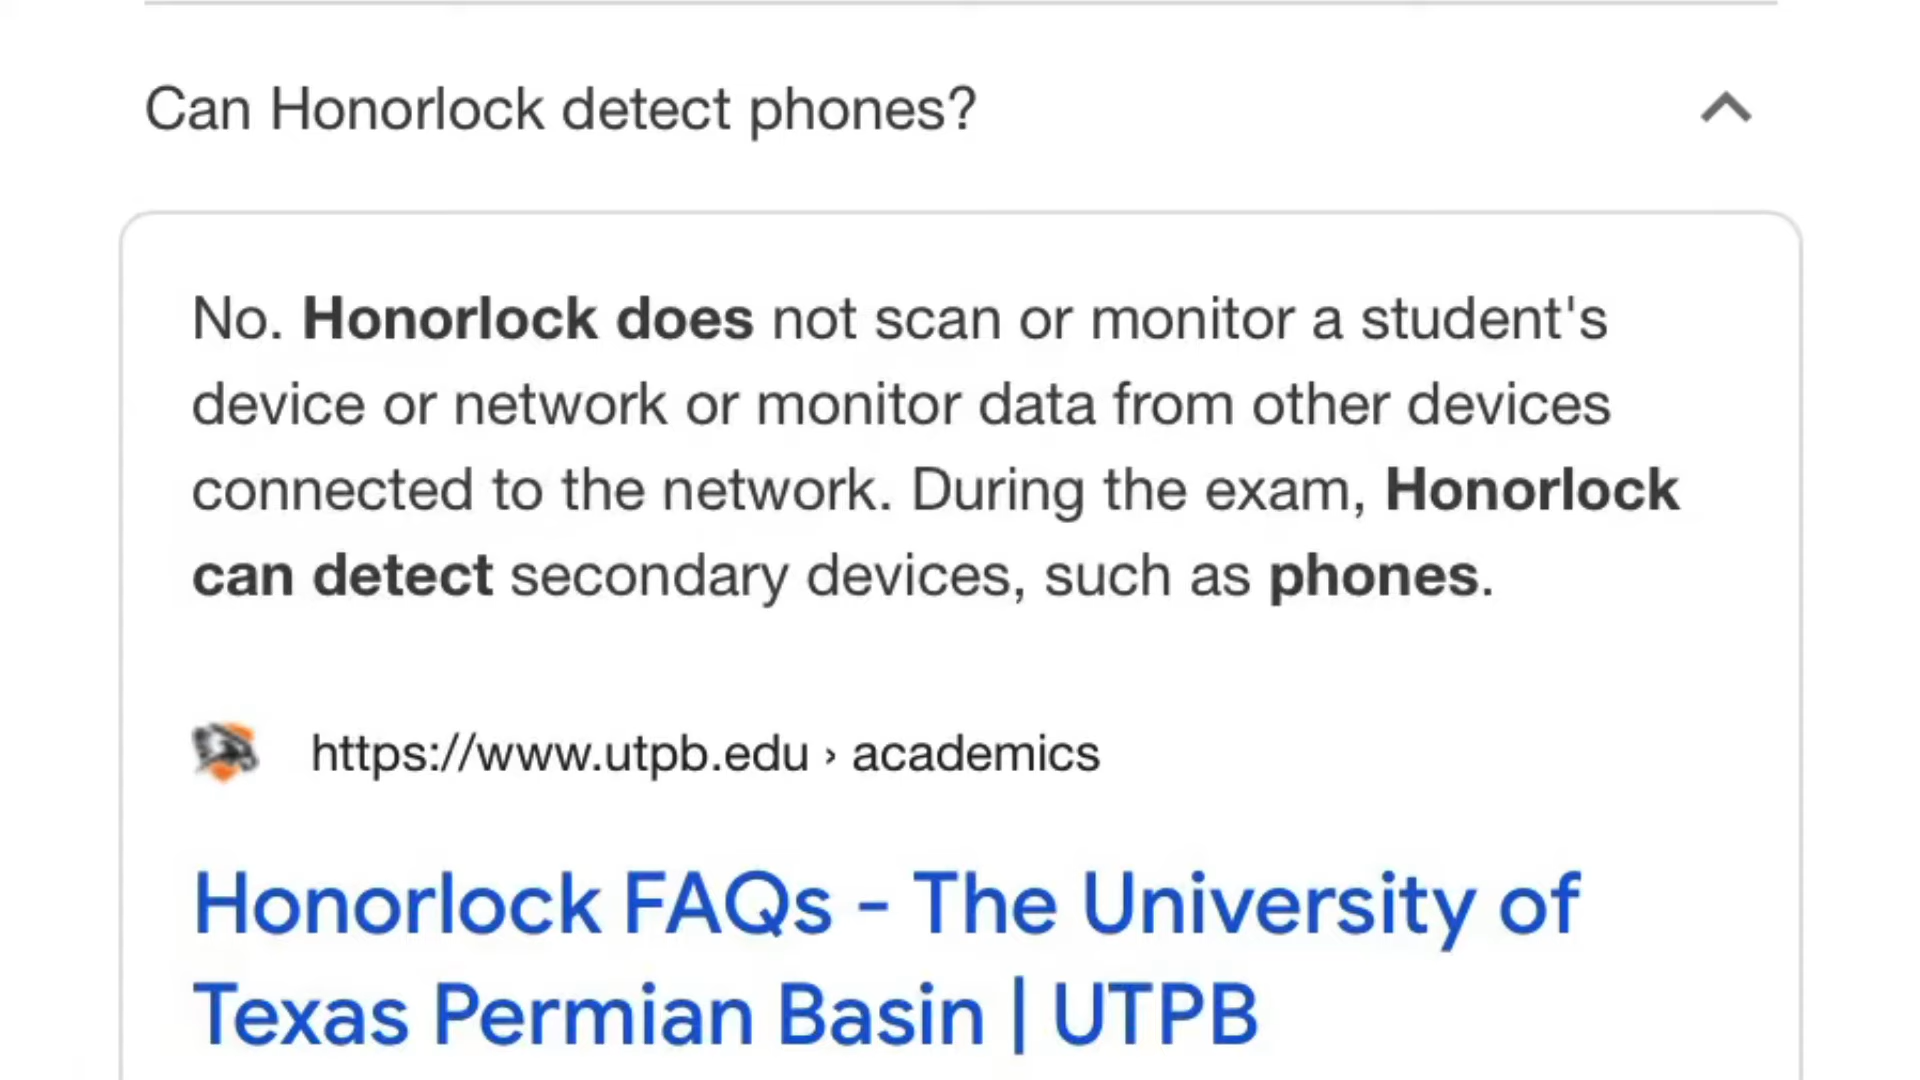 Can Honorlock detect phones?
No. Honorlock does not scan or monitor a student's
device or network or monitor data from other devices
connected to the network. During the exam, Honorlock
can detect secondary devices, such as phones.
https://www.utpb.edu › academics
Honorlock FAQs - The University of
Texas Permian Basin | UTPB